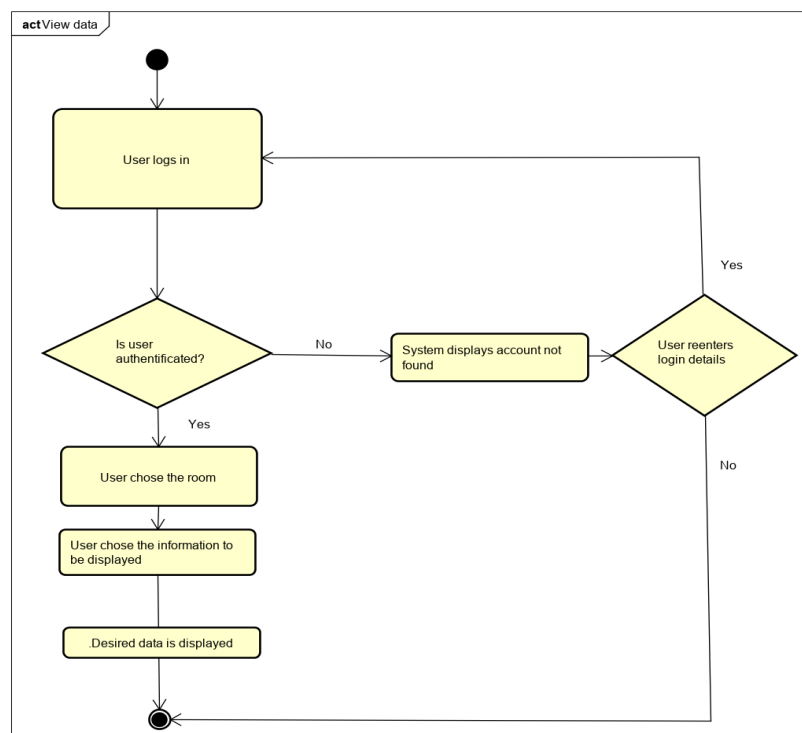 act View data
User logs in
Yes
Is user
authentificated?
No
System displays account not
found
User reenters
login details
Yes
No
User chose the room
User chose the information to
be displayed
.Desired data is displayed